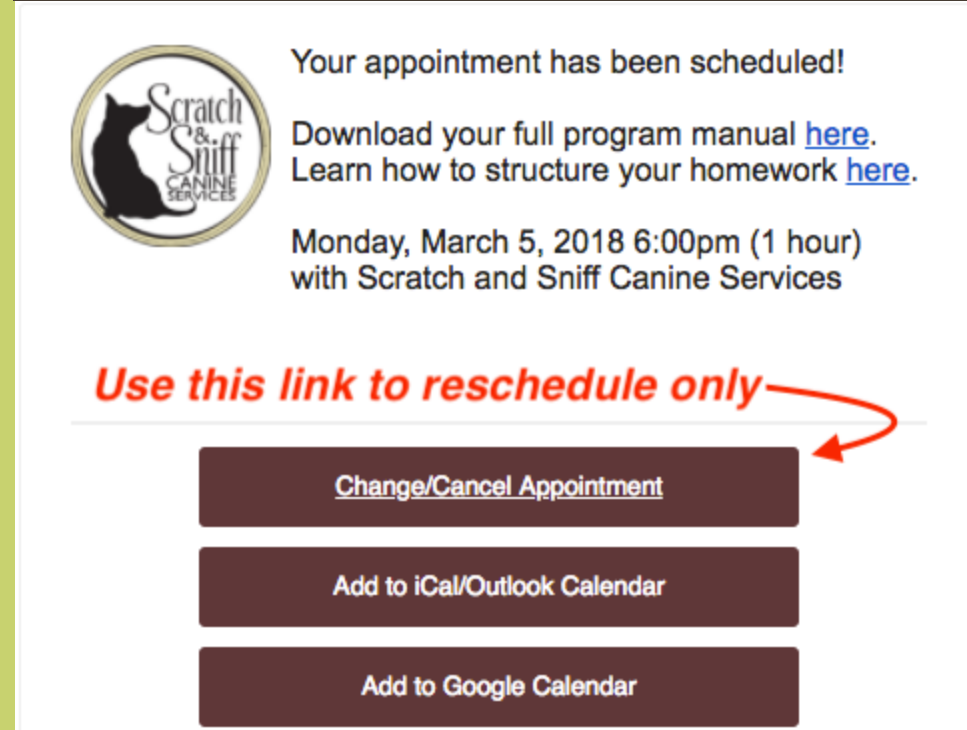 Scratch
&
Sniff
CANINE
SERVICES
Your appointment has been scheduled!
Download your full program manual here.
Learn how to structure your homework here.
Monday, March 5, 2018 6:00pm (1 hour)
with Scratch and Sniff Canine Services
Use this link to reschedule only
Change/Cancel Appointment
Add to iCal/Outlook Calendar
Add to Google Calendar